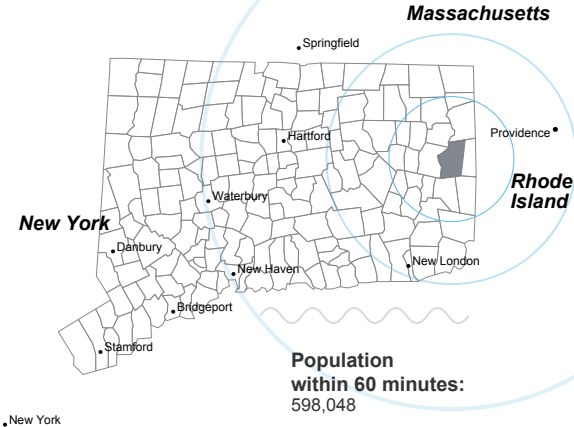 Massachusetts
Springfield
Providence
Hartford
Rhode
Island
Waterbury
New York
Danbury
New London
New Haven
Bridgeport
Stamford
Population
within 60 minutes:
598,048
New York